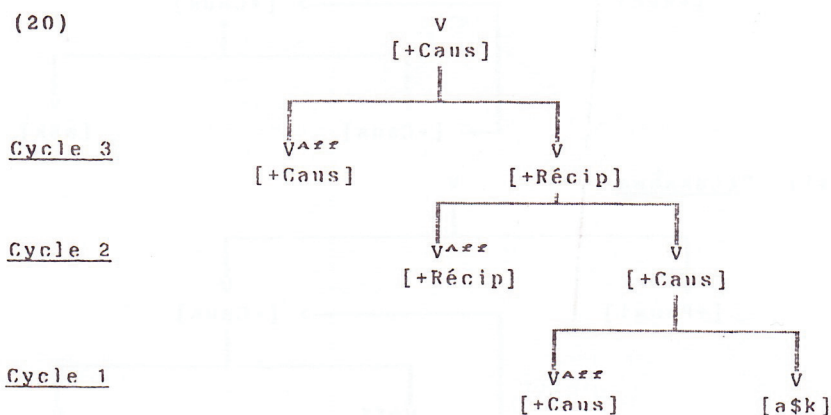 (20)
V
[+Caus]
Cycle 3
V^Aff V
[+Caus] [+Récip]
Cycle 2
V^Aff V
[+Récip] [+Caus]
Cycle 1
V^Aff V
[+Caus] [a$k]